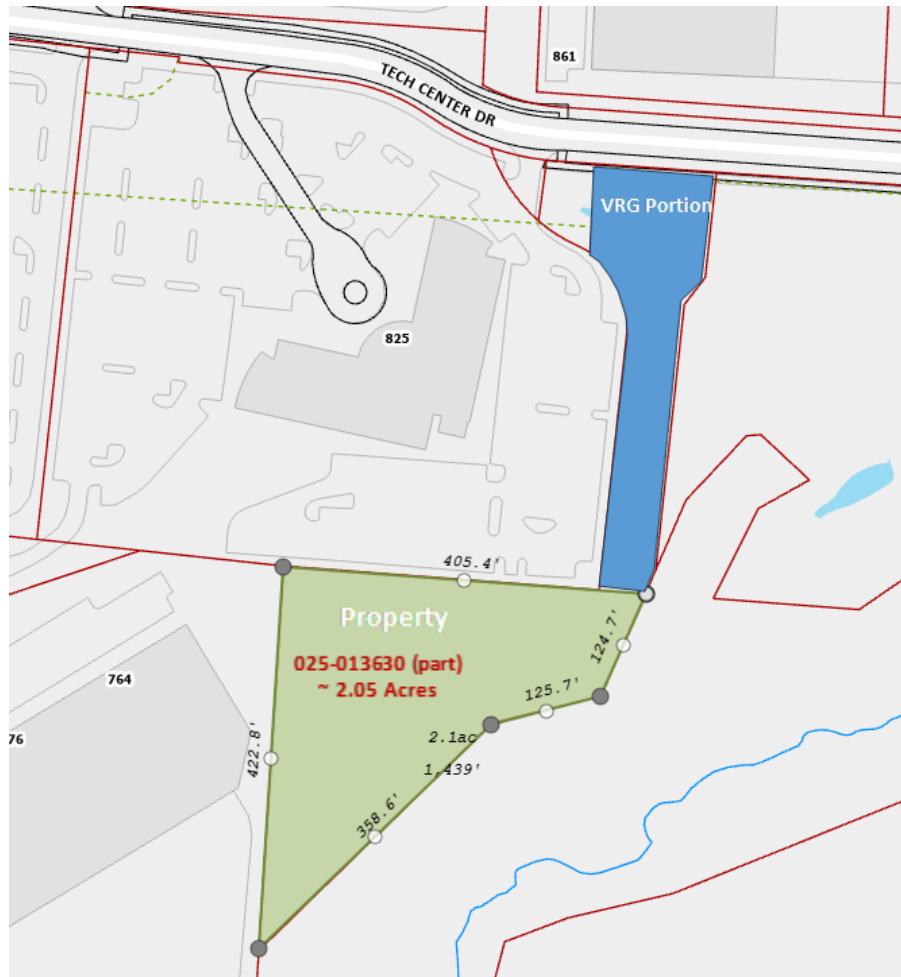 861
TECH CENTER DR
VRG Portion
825
405.4'
Property
124.7'
025-013630 (part)
~ 2.05 Acres
125.7'
764
2.1ac
76
422.8'
1,439'
358.6'